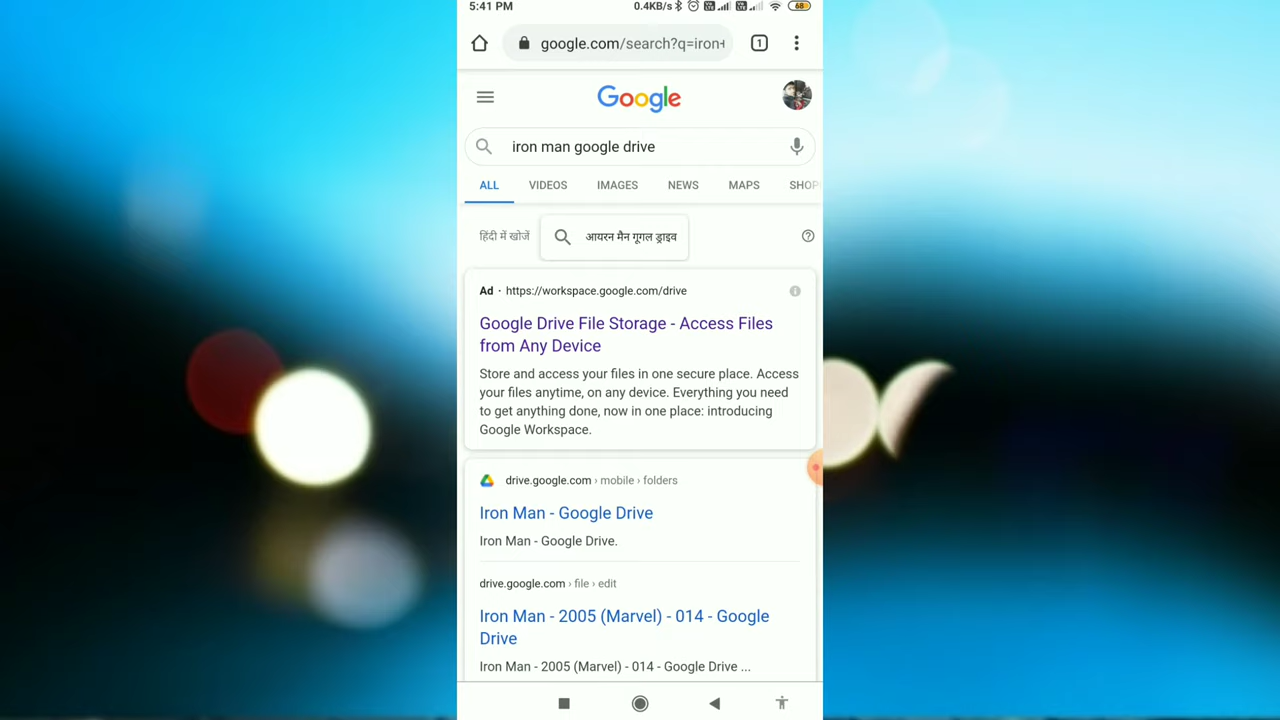 5:41 PM 0.4KB/s 68
google.com/search?q=iron+ 1
Google
iron man google drive
ALL VIDEOS IMAGES NEWS MAPS SHOP
हिंदी में खोजें आयरन मैन गूगल ड्राइव
Ad · https://workspace.google.com/drive
Google Drive File Storage - Access Files
from Any Device
Store and access your files in one secure place. Access
your files anytime, on any device. Everything you need
to get anything done, now in one place: introducing
Google Workspace.
drive.google.com › mobile › folders
Iron Man - Google Drive
Iron Man - Google Drive.
drive.google.com › file › edit
Iron Man - 2005 (Marvel) - 014 - Google
Drive
Iron Man - 2005 (Marvel) - 014 - Google Drive ...